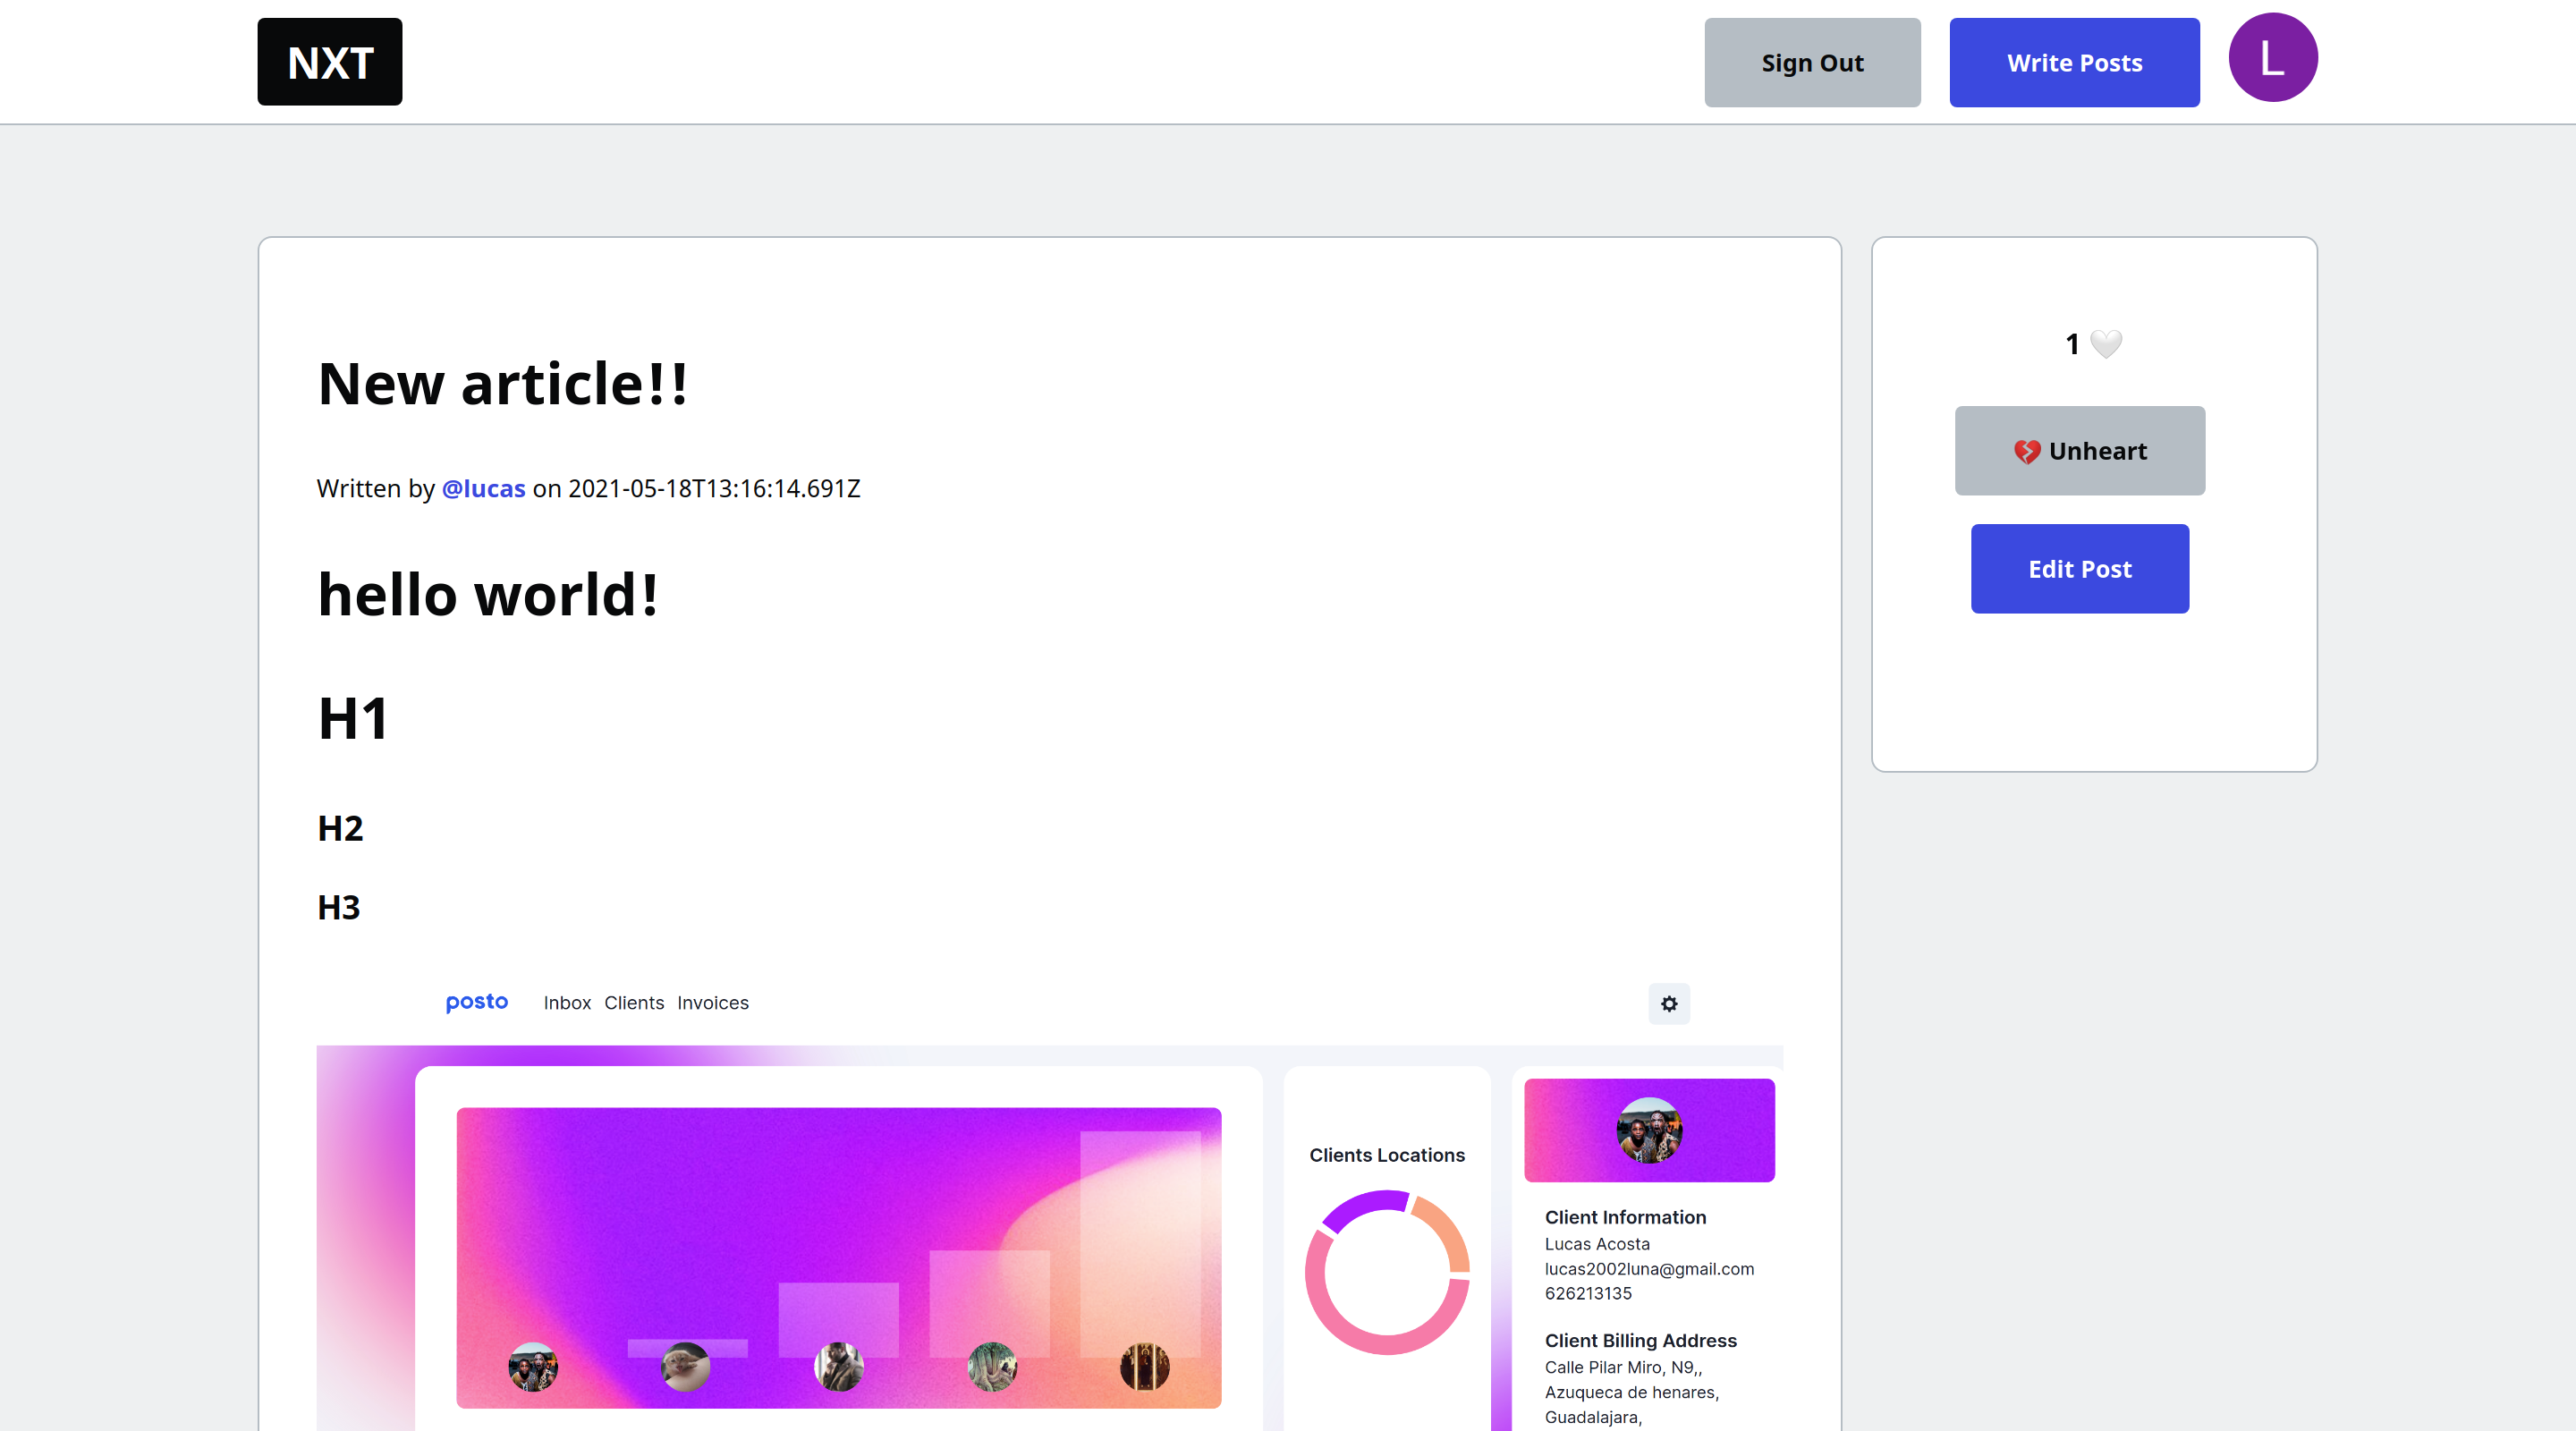 NXT
Sign Out
Write Posts
L
New article!!
Written by @lucas on 2021-05-18T13:16:14.691Z
hello world!
H1
H2
H3
1 🤍
💔 Unheart
Edit Post
posto
Inbox Clients Invoices
Clients Locations
Client Information
Lucas Acosta
lucas2002luna@gmail.com
626213135
Client Billing Address
Calle Pilar Miro, N9,,
Azuqueca de henares,
Guadalajara,